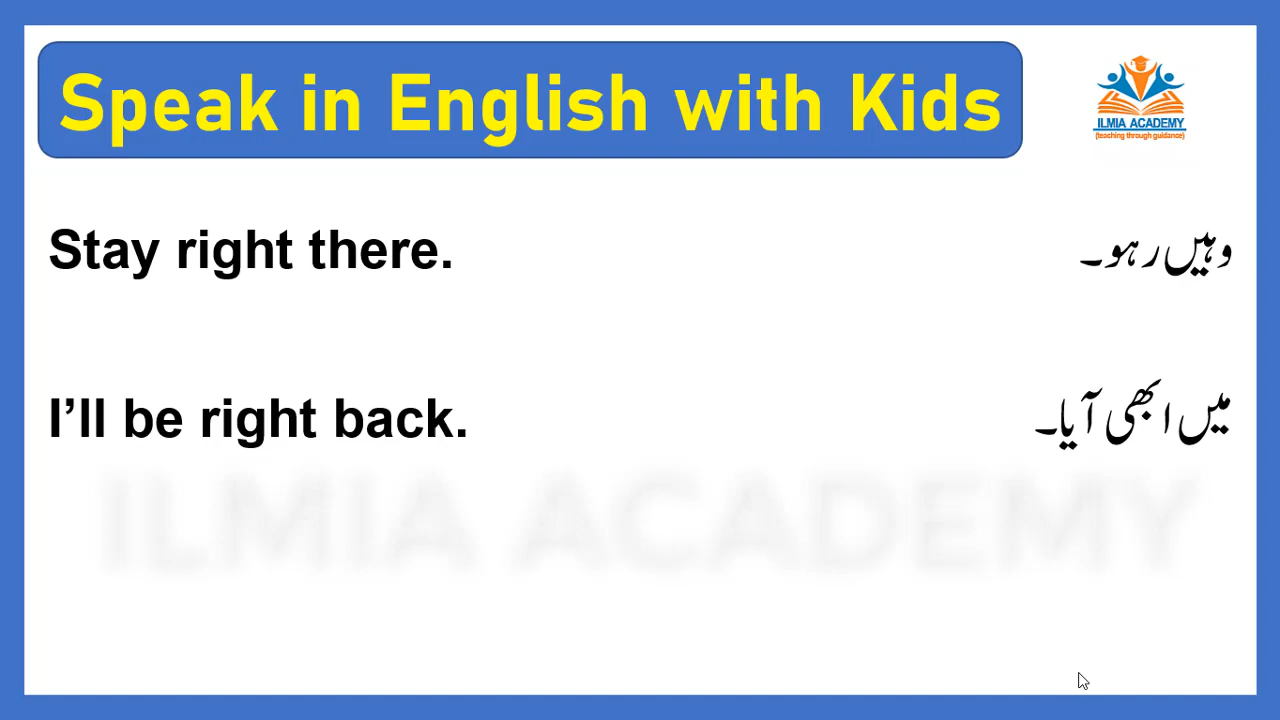 Speak in English with Kids
ILMIA ACADEMY
(teaching through guidance)
Stay right there.
وہیں رہو۔
I’ll be right back.
میں ابھی آیا۔
ILMIA ACADEMY